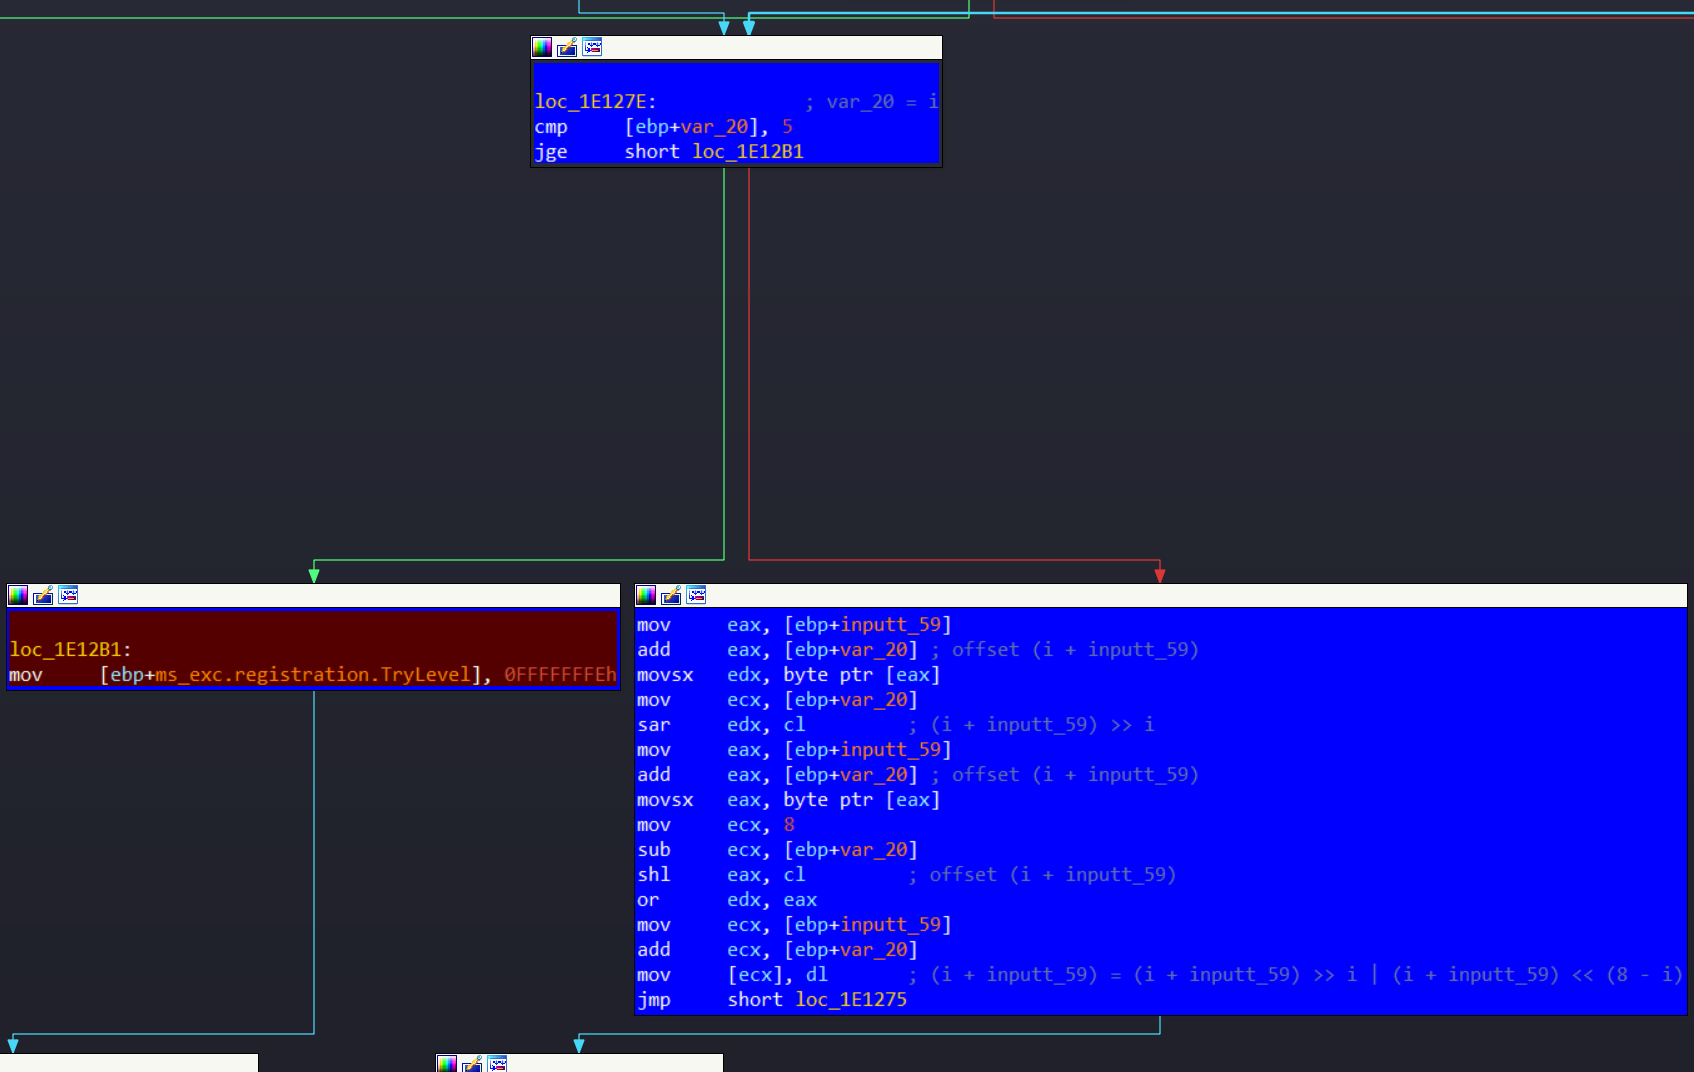 loc_1E127E: ; var_20 = i
cmp [ebp+var_20], 5
jge short loc_1E12B1
loc_1E12B1:
mov [ebp+ms_exc.registration.TryLevel], 0FFFFFFFEh
mov eax, [ebp+inputt_59]
add eax, [ebp+var_20] ; offset (i + inputt_59)
movsx edx, byte ptr [eax]
mov ecx, [ebp+var_20]
sar edx, cl ; (i + inputt_59) >> i
mov eax, [ebp+inputt_59]
add eax, [ebp+var_20] ; offset (i + inputt_59)
movsx eax, byte ptr [eax]
mov ecx, 8
sub ecx, [ebp+var_20]
shl eax, cl ; offset (i + inputt_59)
or edx, eax
mov ecx, [ebp+inputt_59]
add ecx, [ebp+var_20]
mov [ecx], dl ; (i + inputt_59) = (i + inputt_59) >> i | (i + inputt_59) << (8 - i)
jmp short loc_1E1275